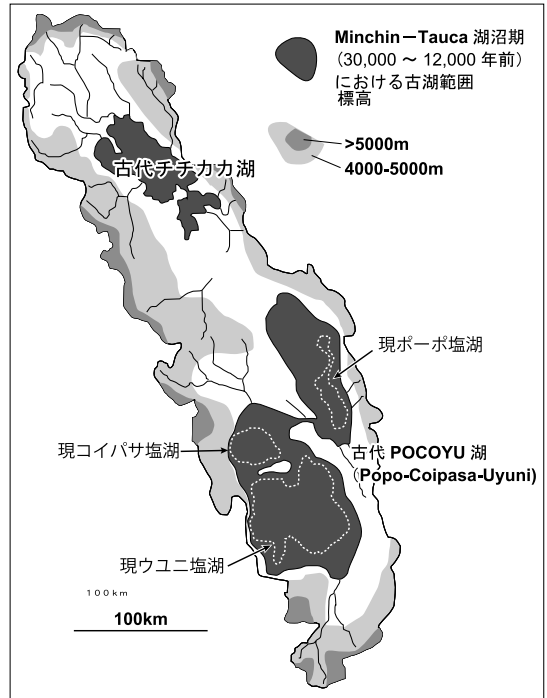 Minchin－Tauca 湖沼期
（30,000 ～ 12,000 年前）
における古湖範囲
標高
>5000m
4000-5000m
古代チチカカ湖
現ポーポ塩湖
現コイパサ塩湖
古代 POCOYU 湖
（Popo-Coipasa-Uyuni)
現ウユニ塩湖
１００ｋｍ
100km